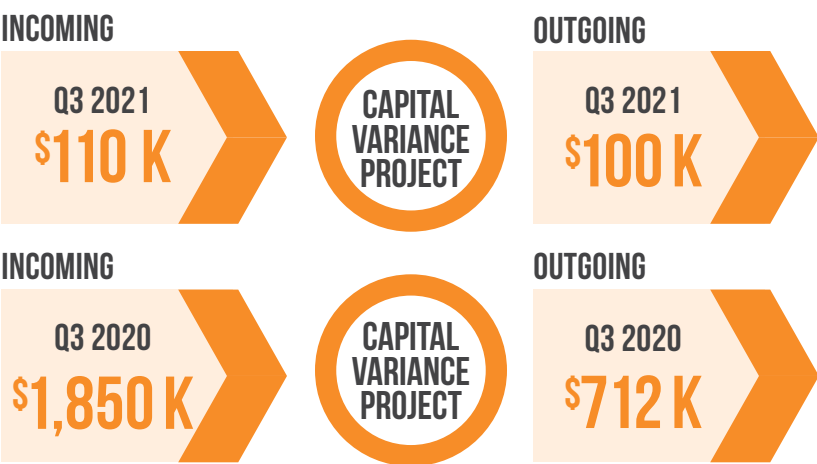 INCOMING
Q3 2021
$110 K
CAPITAL
VARIANCE
PROJECT
OUTGOING
Q3 2021
$100 K
INCOMING
Q3 2020
$1,850 K
CAPITAL
VARIANCE
PROJECT
OUTGOING
Q3 2020
$712 K